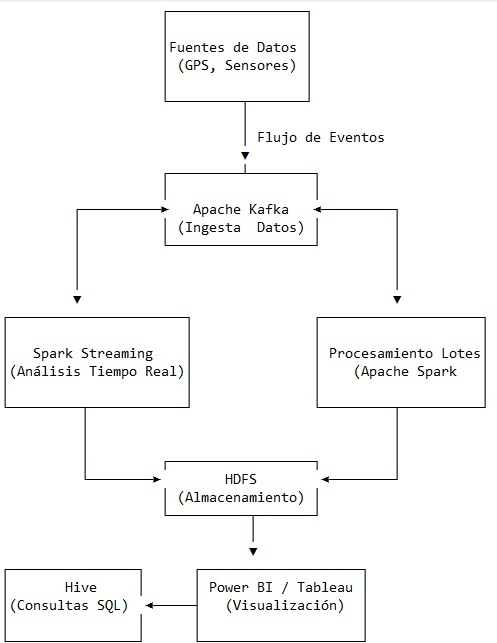 Fuentes de Datos
(GPS, Sensores)
Flujo de Eventos
Apache Kafka
(Ingesta Datos)
Spark Streaming
(Análisis Tiempo Real)
Procesamiento Lotes
(Apache Spark
HDFS
(Almacenamiento)
Hive
(Consultas SQL)
Power BI / Tableau
(Visualización)